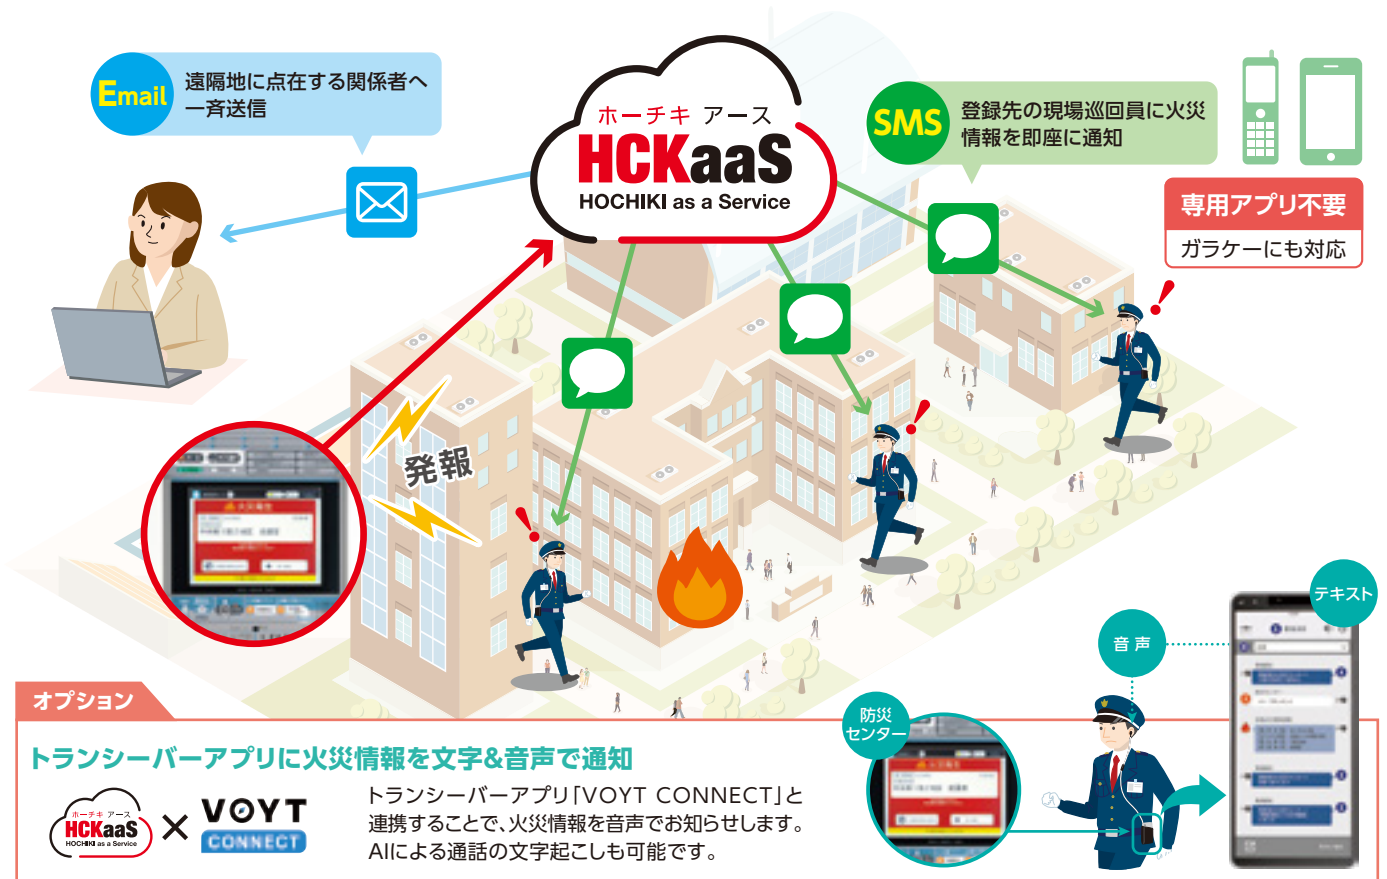 Email
遠隔地に点在する関係者へ
一斉送信
ホーチキ アース
HCKaaS
HOCHIKI as a Service
SMS
登録先の現場巡回員に火災
情報を即座に通知
専用アプリ不要
ガラケーにも対応
発報
オプション
トランシーバーアプリに火災情報を文字&音声で通知
ホーチキ アース
HCKaaS
HOCHIKI as a Service
×
VOYT
CONNECT
トランシーバーアプリ「VOYT CONNECT」と
連携することで、火災情報を音声でお知らせします。
AIによる通話の文字起こしも可能です。
防災
センター
音声
テキスト